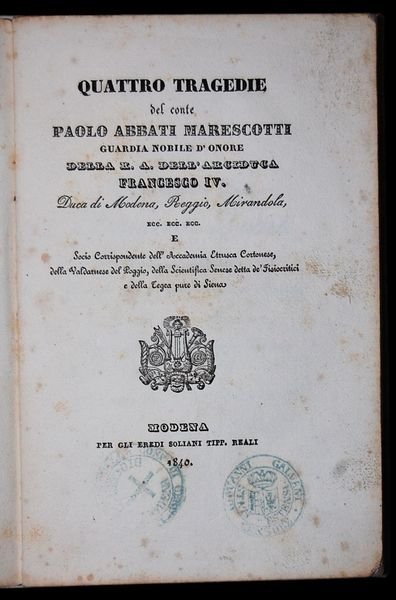 QUATTRO TRAGEDIE
del conte
PAOLO ABBATI MARESCOTTI
GUARDIA NOBILE D'ONORE
DELLA R. A. DELL'ARCIDUCA
FRANCESCO IV.
Duca di Modena, Reggio, Mirandola,
ECC. ECC. ECC.
E
Socio Corrispondente dell'Accademia Etrusca Cortonese,
della Valdarnese del Poggio, della Scientifica Senese detta de' Fisiocritici
e della Tegea pure di Siena
MODENA
PER GLI EREDI SOLIANI TIPP. REALI
1840.
GALVANI